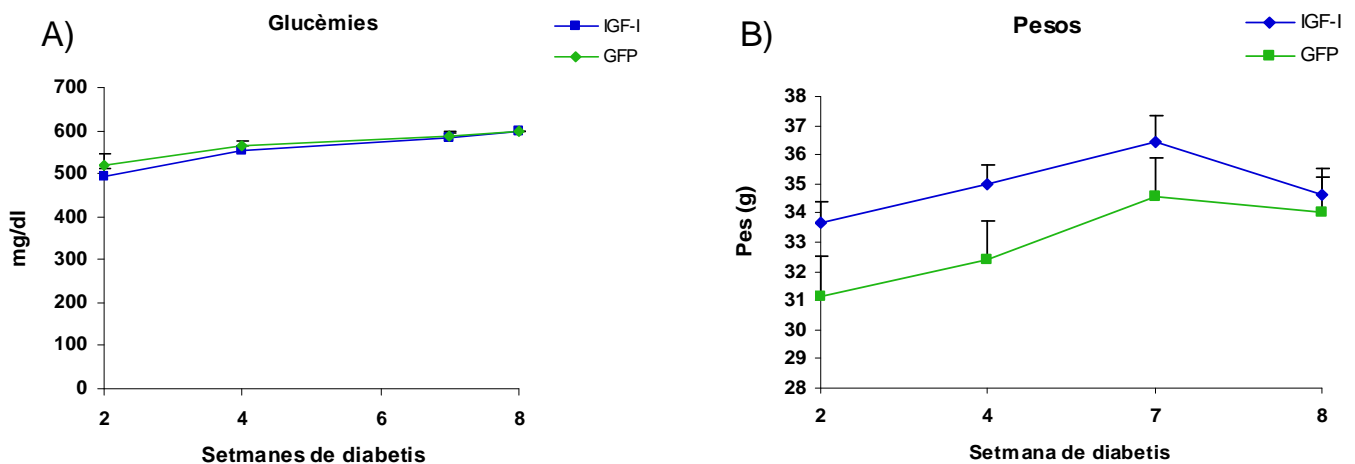 A)
Glucèmies
IGF-I
GFP
700
600
500
400
300
200
100
0
mg/dl
2 4 6 8
Setmanes de diabetis
B)
Pesos
IGF-I
GFP
38
37
36
35
34
33
32
31
30
29
28
Pes (g)
2 4 7 8
Setmana de diabetis